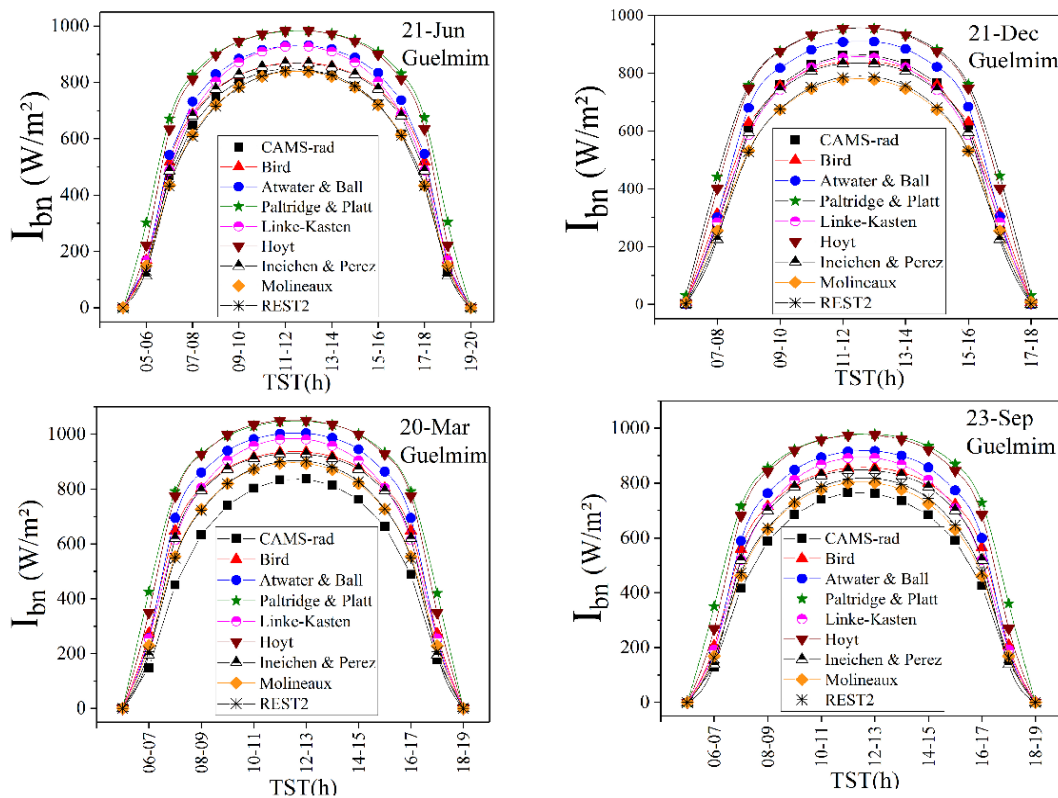 21-Jun
Guelmim
I_bn (W/m²)
1000
800
600
400
200
0
CAMS-rad
Bird
Atwater & Ball
Paltridge & Platt
Linke-Kasten
Hoyt
Ineichen & Perez
Molineaux
REST2
05-06
07-08
09-10
11-12
13-14
15-16
17-18
19-20
TST(h)
21-Dec
Guelmim
I_bn (W/m²)
1000
800
600
400
200
0
CAMS-rad
Bird
Atwater & Ball
Paltridge & Platt
Linke-Kasten
Hoyt
Ineichen & Perez
Molineaux
REST2
07-08
09-10
11-12
13-14
15-16
17-18
TST(h)
20-Mar
Guelmim
I_bn (W/m²)
1000
800
600
400
200
0
CAMS-rad
Bird
Atwater & Ball
Paltridge & Platt
Linke-Kasten
Hoyt
Ineichen & Perez
Molineaux
REST2
06-07
08-09
10-11
12-13
14-15
16-17
18-19
TST(h)
23-Sep
Guelmim
I_bn (W/m²)
1000
800
600
400
200
0
CAMS-rad
Bird
Atwater & Ball
Paltridge & Platt
Linke-Kasten
Hoyt
Ineichen & Perez
Molineaux
REST2
06-07
08-09
10-11
12-13
14-15
16-17
18-19
TST(h)